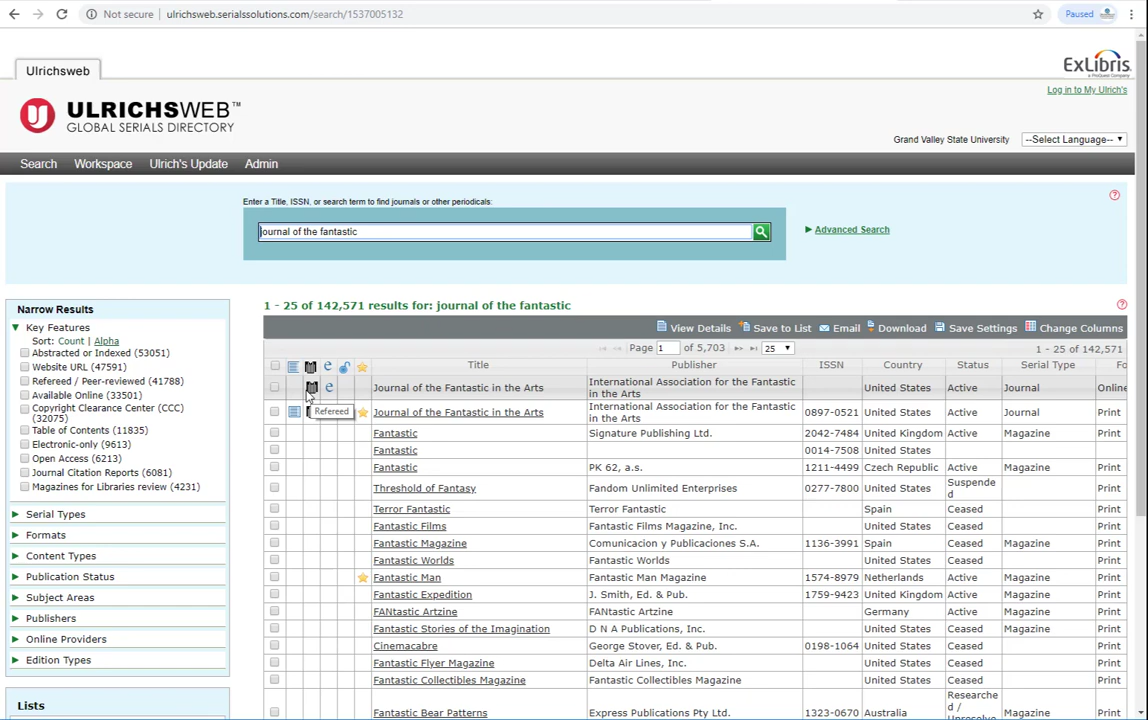 Not secure
ulrichsweb.serialssolutions.com/search/1537005132
Paused
Ulrichsweb
ExLibris
a ProQuest Company
Log in to My Ulrich's
U
ULRICHSWEB™
GLOBAL SERIALS DIRECTORY
Grand Valley State University
--Select Language--
Search Workspace Ulrich's Update Admin
Enter a Title, ISSN, or search term to find journals or other periodicals:
journal of the fantastic
Advanced Search
Narrow Results
Key Features
Sort: Count | Alpha
Abstracted or Indexed (53051)
Website URL (47591)
Refereed / Peer-reviewed (41788)
Available Online (33501)
Copyright Clearance Center (CCC)
(32075)
Table of Contents (11835)
Electronic-only (9613)
Open Access (6213)
Journal Citation Reports (6081)
Magazines for Libraries review (4231)
Serial Types
Formats
Content Types
Publication Status
Subject Areas
Publishers
Online Providers
Edition Types
Lists
1 - 25 of 142,571 results for: journal of the fantastic
View Details Save to List Email Download Save Settings Change Columns
Page 1 of 5,703 25 1 - 25 of 142,571
Title Publisher ISSN Country Status Serial Type Fo
Journal of the Fantastic in the Arts International Association for the Fantastic in the Arts United States Active Journal Online
Refereed
Journal of the Fantastic in the Arts International Association for the Fantastic in the Arts 0897-0521 United States Active Journal Print
Fantastic Signature Publishing Ltd. 2042-7484 United Kingdom Active Magazine Print
Fantastic 0014-7508 United States
Fantastic PK 62, a.s. 1211-4499 Czech Republic Active Magazine Print
Threshold of Fantasy Fandom Unlimited Enterprises 0277-7800 United States Suspended Print
Terror Fantastic Terror Fantastic Spain Ceased Print
Fantastic Films Fantastic Films Magazine, Inc. United States Ceased Print
Fantastic Magazine Comunicacion y Publicaciones S.A. 1136-3991 Spain Ceased Magazine Print
Fantastic Worlds Fantastic Worlds United States Ceased Print
Fantastic Man Fantastic Man Magazine 1574-8979 Netherlands Active Magazine Print
Fantastic Expedition J. Smith, Ed. & Pub. 1759-9423 United Kingdom Active Magazine Print
FANtastic Artzine FANtastic Artzine Germany Active Magazine Print
Fantastic Stories of the Imagination D N A Publications, Inc. United States Ceased Magazine Print
Cinemacabre George Stover, Ed. & Pub. 0198-1064 United States Ceased Print
Fantastic Flyer Magazine Delta Air Lines, Inc. United States Ceased Print
Fantastic Collectibles Magazine Fantastic Collectibles Magazine United States Ceased Print
Fantastic Bear Patterns Express Publications Pty Ltd. 1323-0670 Australia Researched / Unresolve Magazine Print